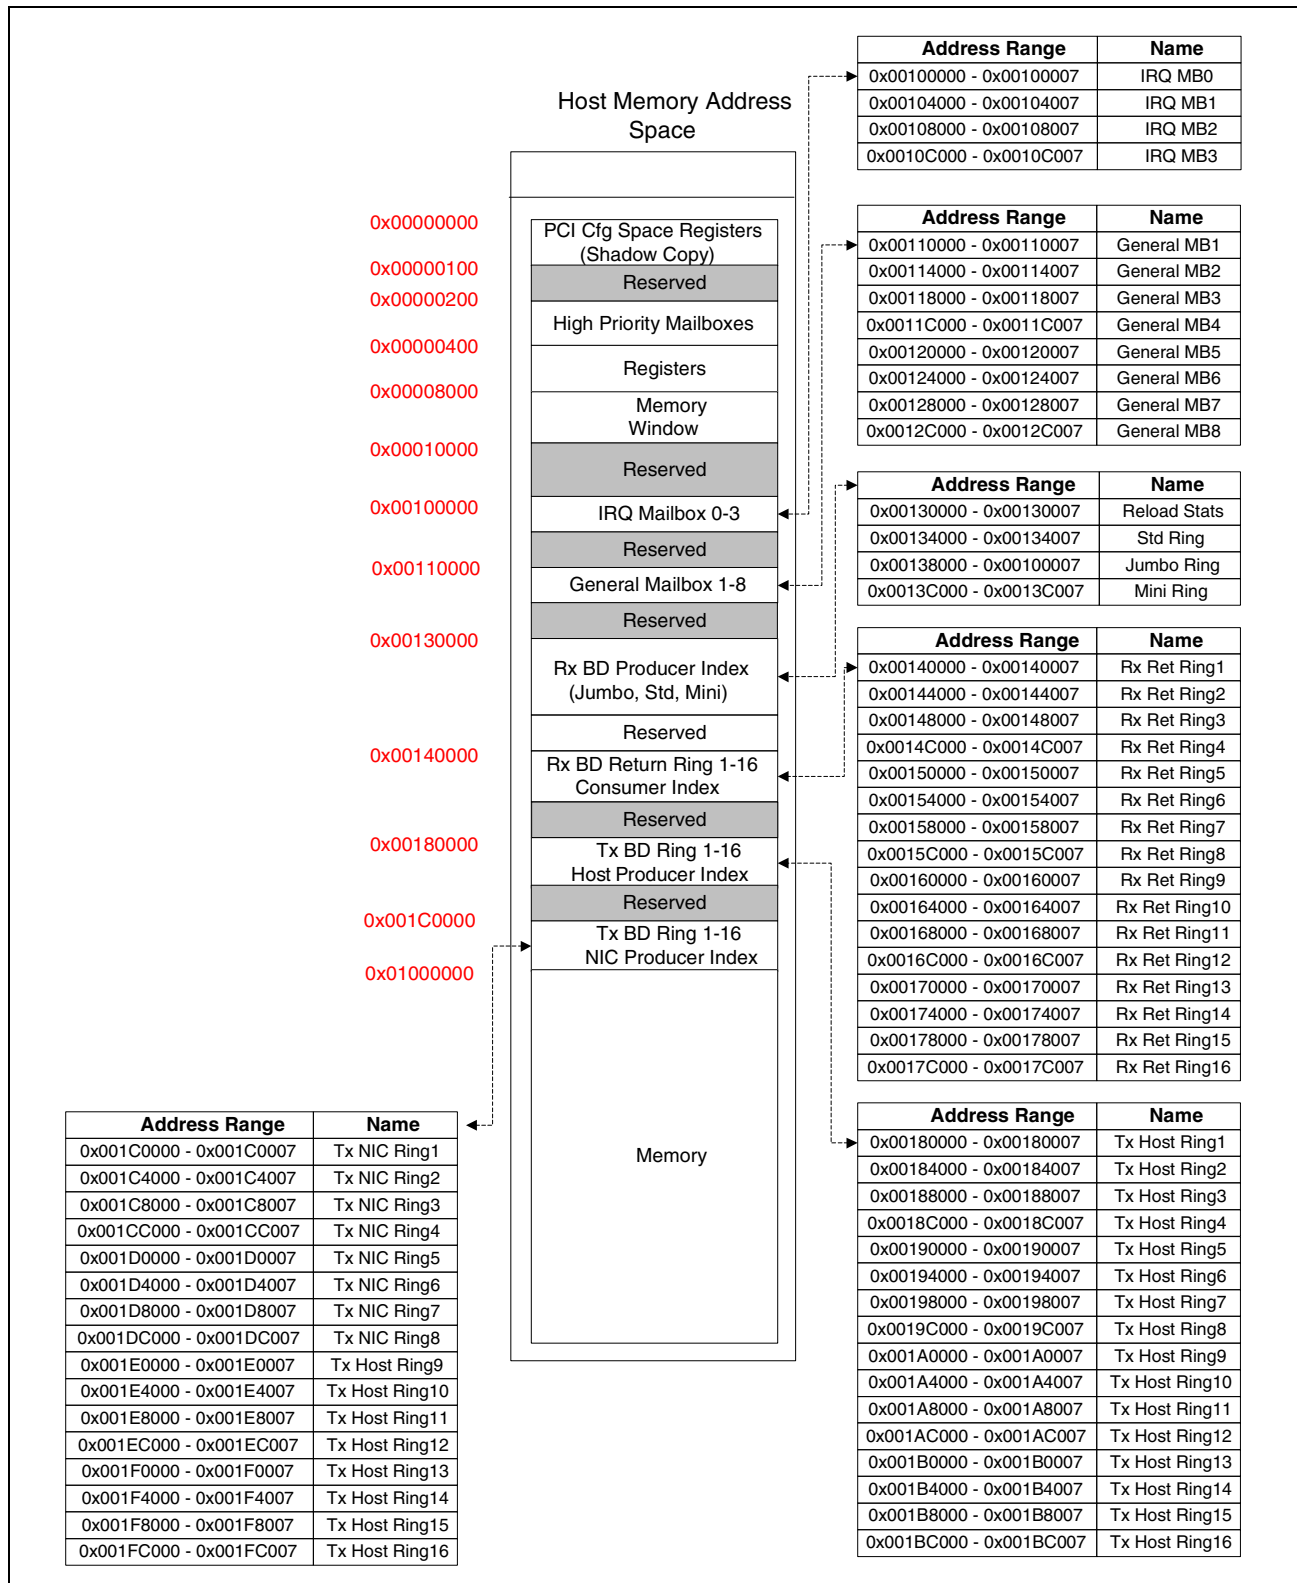 Host Memory Address
Space
0x00000000
0x00000100
0x00000200
0x00000400
0x00008000
0x00010000
0x00100000
0x00110000
0x00130000
0x00140000
0x00180000
0x001C0000
0x01000000
PCI Cfg Space Registers
(Shadow Copy)
Reserved
High Priority Mailboxes
Registers
Memory
Window
Reserved
IRQ Mailbox 0-3
Reserved
General Mailbox 1-8
Reserved
Rx BD Producer Index
(Jumbo, Std, Mini)
Reserved
Rx BD Return Ring 1-16
Consumer Index
Reserved
Tx BD Ring 1-16
Host Producer Index
Reserved
Tx BD Ring 1-16
NIC Producer Index
Memory
Address Range Name
0x00100000 - 0x00100007 IRQ MB0
0x00104000 - 0x00104007 IRQ MB1
0x00108000 - 0x00108007 IRQ MB2
0x0010C000 - 0x0010C007 IRQ MB3
Address Range Name
0x00110000 - 0x00110007 General MB1
0x00114000 - 0x00114007 General MB2
0x00118000 - 0x00118007 General MB3
0x0011C000 - 0x0011C007 General MB4
0x00120000 - 0x00120007 General MB5
0x00124000 - 0x00124007 General MB6
0x00128000 - 0x00128007 General MB7
0x0012C000 - 0x0012C007 General MB8
Address Range Name
0x00130000 - 0x00130007 Reload Stats
0x00134000 - 0x00134007 Std Ring
0x00138000 - 0x00100007 Jumbo Ring
0x0013C000 - 0x0013C007 Mini Ring
Address Range Name
0x00140000 - 0x00140007 Rx Ret Ring1
0x00144000 - 0x00144007 Rx Ret Ring2
0x00148000 - 0x00148007 Rx Ret Ring3
0x0014C000 - 0x0014C007 Rx Ret Ring4
0x00150000 - 0x00150007 Rx Ret Ring5
0x00154000 - 0x00154007 Rx Ret Ring6
0x00158000 - 0x00158007 Rx Ret Ring7
0x0015C000 - 0x0015C007 Rx Ret Ring8
0x00160000 - 0x00160007 Rx Ret Ring9
0x00164000 - 0x00164007 Rx Ret Ring10
0x00168000 - 0x00168007 Rx Ret Ring11
0x0016C000 - 0x0016C007 Rx Ret Ring12
0x00170000 - 0x00170007 Rx Ret Ring13
0x00174000 - 0x00174007 Rx Ret Ring14
0x00178000 - 0x00178007 Rx Ret Ring15
0x0017C000 - 0x0017C007 Rx Ret Ring16
Address Range Name
0x00180000 - 0x00180007 Tx Host Ring1
0x00184000 - 0x00184007 Tx Host Ring2
0x00188000 - 0x00188007 Tx Host Ring3
0x0018C000 - 0x0018C007 Tx Host Ring4
0x00190000 - 0x00190007 Tx Host Ring5
0x00194000 - 0x00194007 Tx Host Ring6
0x00198000 - 0x00198007 Tx Host Ring7
0x0019C000 - 0x0019C007 Tx Host Ring8
0x001A0000 - 0x001A0007 Tx Host Ring9
0x001A4000 - 0x001A4007 Tx Host Ring10
0x001A8000 - 0x001A8007 Tx Host Ring11
0x001AC000 - 0x001AC007 Tx Host Ring12
0x001B0000 - 0x001B0007 Tx Host Ring13
0x001B4000 - 0x001B4007 Tx Host Ring14
0x001B8000 - 0x001B8007 Tx Host Ring15
0x001BC000 - 0x001BC007 Tx Host Ring16
Address Range Name
0x001C0000 - 0x001C0007 Tx NIC Ring1
0x001C4000 - 0x001C4007 Tx NIC Ring2
0x001C8000 - 0x001C8007 Tx NIC Ring3
0x001CC000 - 0x001CC007 Tx NIC Ring4
0x001D0000 - 0x001D0007 Tx NIC Ring5
0x001D4000 - 0x001D4007 Tx NIC Ring6
0x001D8000 - 0x001D8007 Tx NIC Ring7
0x001DC000 - 0x001DC007 Tx NIC Ring8
0x001E0000 - 0x001E0007 Tx Host Ring9
0x001E4000 - 0x001E4007 Tx Host Ring10
0x001E8000 - 0x001E8007 Tx Host Ring11
0x001EC000 - 0x001EC007 Tx Host Ring12
0x001F0000 - 0x001F0007 Tx Host Ring13
0x001F4000 - 0x001F4007 Tx Host Ring14
0x001F8000 - 0x001F8007 Tx Host Ring15
0x001FC000 - 0x001FC007 Tx Host Ring16